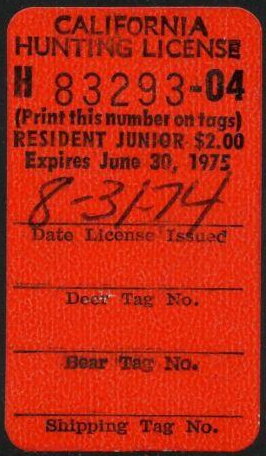 CALIFORNIA
HUNTING LICENSE
H 83293-04
(Print this number on tags)
RESIDENT JUNIOR $2.00
Expires June 30, 1975
8-31-74
Date License Issued
Deer Tag No.
Bear Tag No.
Shipping Tag No.